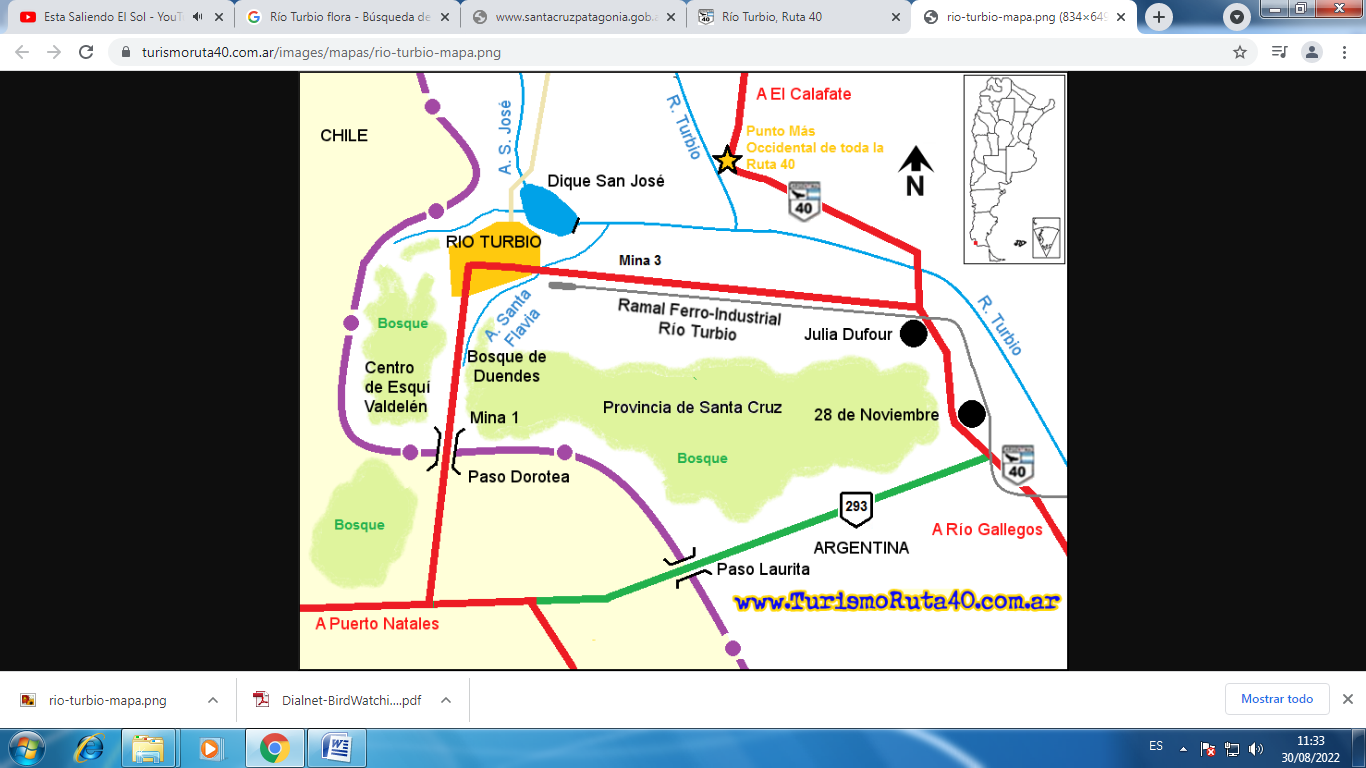 Esta Saliendo El Sol - YouT
Río Turbio flora - Búsqueda de
www.santacruzpatagonia.gob.a
Río Turbio, Ruta 40
rio-turbio-mapa.png (834×649
turismoruta40.com.ar/images/mapas/rio-turbio-mapa.png
CHILE
A. S. José
R. Turbio
A El Calafate
Punto Más
Occidental de toda la
Ruta 40
N
40
Dique San José
RIO TURBIO
Mina 3
A. Santa
Flavia
Ramal Ferro-Industrial
Río Turbio
R. Turbio
Julia Dufour
Bosque
Centro
de Esquí
Valdelén
Bosque de
Duendes
Mina 1
Provincia de Santa Cruz
28 de Noviembre
Bosque
40
Paso Dorotea
293
Bosque
A Río Gallegos
ARGENTINA
Paso Laurita
www.TurismoRuta40.com.ar
A Puerto Natales
rio-turbio-mapa.png
Dialnet-BirdWatchi....pdf
Mostrar todo
ES
11:33
30/08/2022